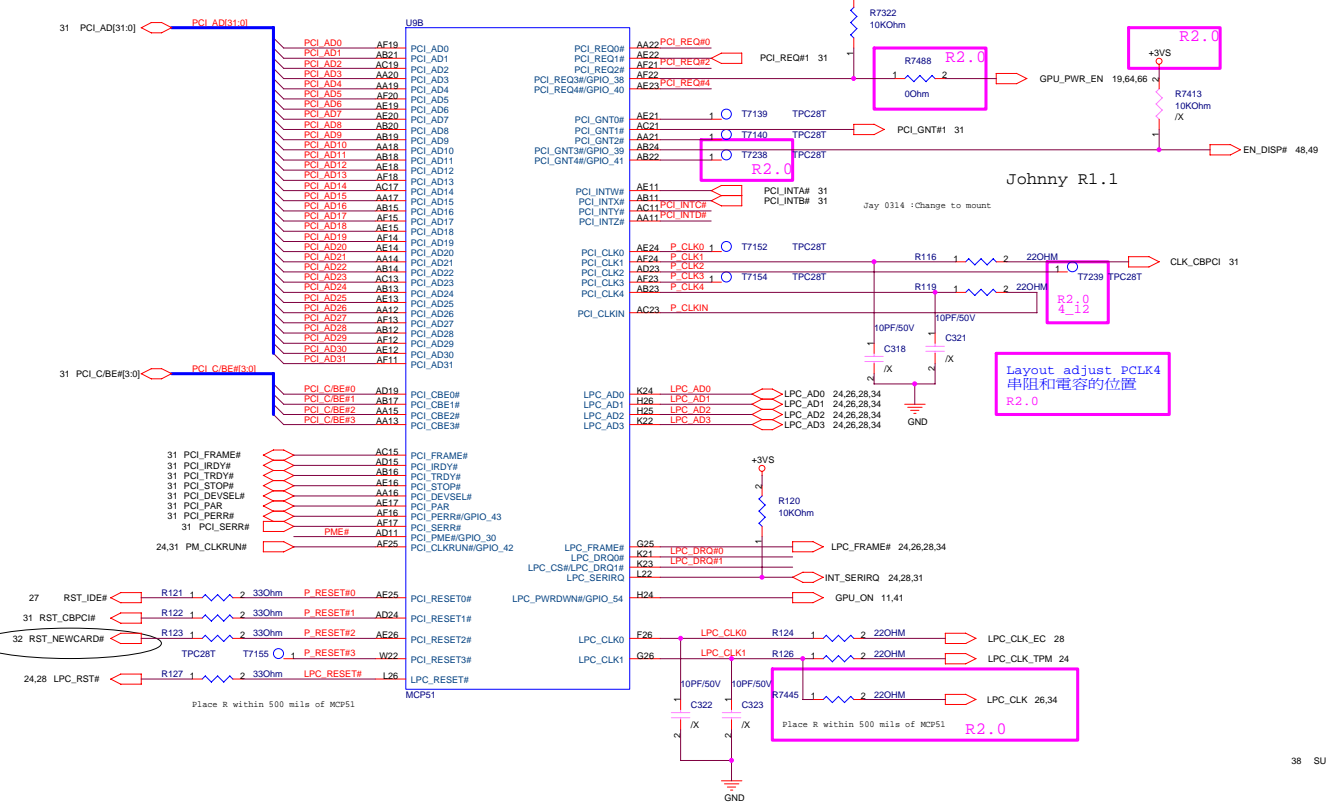 U9B
31 PCI_AD[31:0]
PCI_AD[31:0]
PCI_AD0 AF19 PCI_AD0
PCI_AD1 AB21 PCI_AD1
PCI_AD2 AC19 PCI_AD2
PCI_AD3 AA20 PCI_AD3
PCI_AD4 AA19 PCI_AD4
PCI_AD5 AF20 PCI_AD5
PCI_AD6 AE19 PCI_AD6
PCI_AD7 AE20 PCI_AD7
PCI_AD8 AB20 PCI_AD8
PCI_AD9 AB19 PCI_AD9
PCI_AD10 AA18 PCI_AD10
PCI_AD11 AB18 PCI_AD11
PCI_AD12 AE18 PCI_AD12
PCI_AD13 AF18 PCI_AD13
PCI_AD14 AC17 PCI_AD14
PCI_AD15 AA17 PCI_AD15
PCI_AD16 AB15 PCI_AD16
PCI_AD17 AF15 PCI_AD17
PCI_AD18 AE15 PCI_AD18
PCI_AD19 AF14 PCI_AD19
PCI_AD20 AE14 PCI_AD20
PCI_AD21 AA14 PCI_AD21
PCI_AD22 AB14 PCI_AD22
PCI_AD23 AC13 PCI_AD23
PCI_AD24 AB13 PCI_AD24
PCI_AD25 AE13 PCI_AD25
PCI_AD26 AA12 PCI_AD26
PCI_AD27 AF13 PCI_AD27
PCI_AD28 AB12 PCI_AD28
PCI_AD29 AF12 PCI_AD29
PCI_AD30 AE12 PCI_AD30
PCI_AD31 AF11 PCI_AD31
31 PCI_C/BE#[3:0]
PCI_C/BE#[3:0]
PCI_C/BE#0 AD19 PCI_CBE0#
PCI_C/BE#1 AB17 PCI_CBE1#
PCI_C/BE#2 AA15 PCI_CBE2#
PCI_C/BE#3 AA13 PCI_CBE3#
31 PCI_FRAME# AC15 PCI_FRAME#
31 PCI_IRDY# AD15 PCI_IRDY#
31 PCI_TRDY# AB16 PCI_TRDY#
31 PCI_STOP# AE16 PCI_STOP#
31 PCI_DEVSEL# AA16 PCI_DEVSEL#
31 PCI_PAR AE17 PCI_PAR
31 PCI_PERR# AF16 PCI_PERR#/GPIO_43
31 PCI_SERR# AF17 PCI_SERR#
PME# AD11 PCI_PME#/GPIO_30
24,31 PM_CLKRUN# AF25 PCI_CLKRUN#/GPIO_42
27 RST_IDE# R121 1 2 33Ohm P_RESET#0 AE25 PCI_RESET0#
31 RST_CBPCI# R122 1 2 33Ohm P_RESET#1 AD24 PCI_RESET1#
32 RST_NEWCARD# R123 1 2 33Ohm P_RESET#2 AE26 PCI_RESET2#
TPC28T T7155 1 P_RESET#3 W22 PCI_RESET3#
24,28 LPC_RST# R127 1 2 33Ohm LPC_RESET# L26 LPC_RESET#
MCP51
Place R within 500 mils of MCP51
R7322
10KOhm
1
PCI_REQ0# AA22 PCI_REQ#0
PCI_REQ1# AE22 PCI_REQ#1 31
PCI_REQ2# AF21 PCI_REQ#2
PCI_REQ3#/GPIO_38 AF22
PCI_REQ4#/GPIO_40 AE23 PCI_REQ#4
R2.0
R7488
1 2
0Ohm
GPU_PWR_EN 19,64,66
R2.0
+3VS
2
R7413
10KOhm
/X
1
PCI_GNT0# AE21 1 T7139 TPC28T
PCI_GNT1# AC21 PCI_GNT#1 31
PCI_GNT2# AA21 1 T7140 TPC28T
PCI_GNT3#/GPIO_39 AB24 EN_DISP# 48,49
PCI_GNT4#/GPIO_41 AB22 1 T7238 TPC28T
R2.0
Johnny R1.1
Jay 0314 :Change to mount
PCI_INTW# AE11 PCI_INTA# 31
PCI_INTX# AB11 PCI_INTB# 31
PCI_INTY# AC11 PCI_INTC#
PCI_INTZ# AA11 PCI_INTD#
PCI_CLK0 AE24 P_CLK0 1 T7152 TPC28T
PCI_CLK1 AF24 P_CLK1 R116 1 2 22OHM CLK_CBPCI 31
PCI_CLK2 AD23 P_CLK2 1 T7239 TPC28T
PCI_CLK3 AF23 P_CLK3 1 T7154 TPC28T
PCI_CLK4 AB23 P_CLK4 R119 1 2 22OHM
PCI_CLKIN AC23 P_CLKIN
R2.0
4_12
10PF/50V
1
C318
/X
2
10PF/50V
1
C321
/X
2
GND
Layout adjust PCLK4
串阻和電容的位置
R2.0
LPC_AD0 K24 LPC_AD0 LPC_AD0 24,26,28,34
LPC_AD1 H26 LPC_AD1 LPC_AD1 24,26,28,34
LPC_AD2 H25 LPC_AD2 LPC_AD2 24,26,28,34
LPC_AD3 K22 LPC_AD3 LPC_AD3 24,26,28,34
+3VS
2
R120
10KOhm
1
LPC_FRAME# G25 LPC_FRAME# 24,26,28,34
LPC_DRQ0# K21 LPC_DRQ#0
LPC_CS#/LPC_DRQ1# K23 LPC_DRQ#1
LPC_SERIRQ L22 INT_SERIRQ 24,28,31
LPC_PWRDWN#/GPIO_54 H24 GPU_ON 11,41
LPC_CLK0 F26 LPC_CLK0 R124 1 2 22OHM LPC_CLK_EC 28
LPC_CLK1 G26 LPC_CLK1 R126 1 2 22OHM LPC_CLK_TPM 24
R7445 1 2 22OHM LPC_CLK 26,34
10PF/50V
1
C322
/X
2
10PF/50V
1
C323
/X
2
Place R within 500 mils of MCP51
R2.0
GND
38 SU